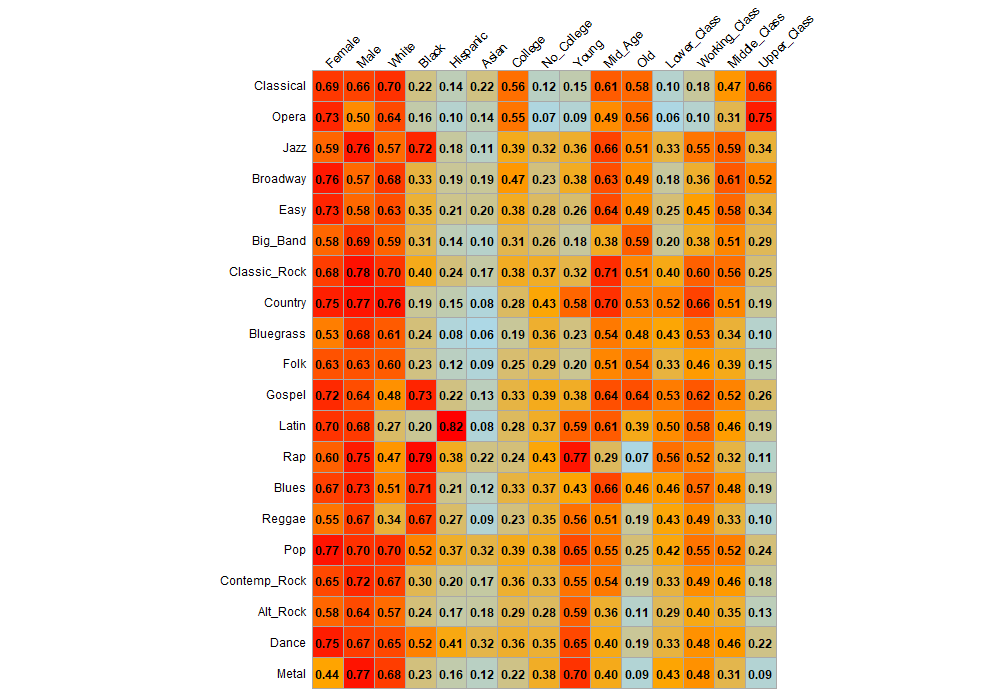 Female Male White Black Hispanic Asian College No_College Young Mid_Age Old Lower_Class Working_Class Middle_Class Upper_Class
Classical 0.69 0.66 0.70 0.22 0.14 0.22 0.56 0.12 0.15 0.61 0.58 0.10 0.18 0.47 0.66
Opera 0.73 0.50 0.64 0.16 0.10 0.14 0.55 0.07 0.09 0.49 0.56 0.06 0.10 0.31 0.75
Jazz 0.59 0.76 0.57 0.72 0.18 0.11 0.39 0.32 0.36 0.66 0.51 0.33 0.55 0.59 0.34
Broadway 0.76 0.57 0.68 0.33 0.19 0.19 0.47 0.23 0.38 0.63 0.49 0.18 0.36 0.61 0.52
Easy 0.73 0.58 0.63 0.35 0.21 0.20 0.38 0.28 0.26 0.64 0.49 0.25 0.45 0.58 0.34
Big_Band 0.58 0.69 0.59 0.31 0.14 0.10 0.31 0.26 0.18 0.38 0.59 0.20 0.38 0.51 0.29
Classic_Rock 0.68 0.78 0.70 0.40 0.24 0.17 0.38 0.37 0.32 0.71 0.51 0.40 0.60 0.56 0.25
Country 0.75 0.77 0.76 0.19 0.15 0.08 0.28 0.43 0.58 0.70 0.53 0.52 0.66 0.51 0.19
Bluegrass 0.53 0.68 0.61 0.24 0.08 0.06 0.19 0.36 0.23 0.54 0.48 0.43 0.53 0.34 0.10
Folk 0.63 0.63 0.60 0.23 0.12 0.09 0.25 0.29 0.20 0.51 0.54 0.33 0.46 0.39 0.15
Gospel 0.72 0.64 0.48 0.73 0.22 0.13 0.33 0.39 0.38 0.64 0.64 0.53 0.62 0.52 0.26
Latin 0.70 0.68 0.27 0.20 0.82 0.08 0.28 0.37 0.59 0.61 0.39 0.50 0.58 0.46 0.19
Rap 0.60 0.75 0.47 0.79 0.38 0.22 0.24 0.43 0.77 0.29 0.07 0.56 0.52 0.32 0.11
Blues 0.67 0.73 0.51 0.71 0.21 0.12 0.33 0.37 0.43 0.66 0.46 0.46 0.57 0.48 0.19
Reggae 0.55 0.67 0.34 0.67 0.27 0.09 0.23 0.35 0.56 0.51 0.19 0.43 0.49 0.33 0.10
Pop 0.77 0.70 0.70 0.52 0.37 0.32 0.39 0.38 0.65 0.55 0.25 0.42 0.55 0.52 0.24
Contemp_Rock 0.65 0.72 0.67 0.30 0.20 0.17 0.36 0.33 0.55 0.54 0.19 0.33 0.49 0.46 0.18
Alt_Rock 0.58 0.64 0.57 0.24 0.17 0.18 0.29 0.28 0.59 0.36 0.11 0.29 0.40 0.35 0.13
Dance 0.75 0.67 0.65 0.52 0.41 0.32 0.36 0.35 0.65 0.40 0.19 0.33 0.48 0.46 0.22
Metal 0.44 0.77 0.68 0.23 0.16 0.12 0.22 0.38 0.70 0.40 0.09 0.43 0.48 0.31 0.09